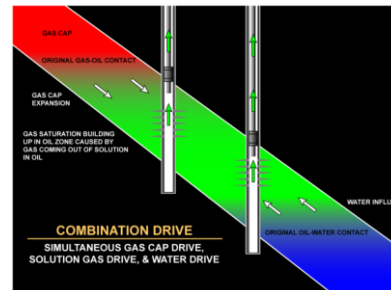 GAS CAP
ORIGINAL GAS-OIL CONTACT
GAS CAP
EXPANSION
GAS SATURATION BUILDING
UP IN OIL ZONE CAUSED BY
GAS COMING OUT OF SOLUTION
IN OIL
WATER INFLU
ORIGINAL OIL-WATER CONTACT
COMBINATION DRIVE
SIMULTANEOUS GAS CAP DRIVE,
SOLUTION GAS DRIVE, & WATER DRIVE